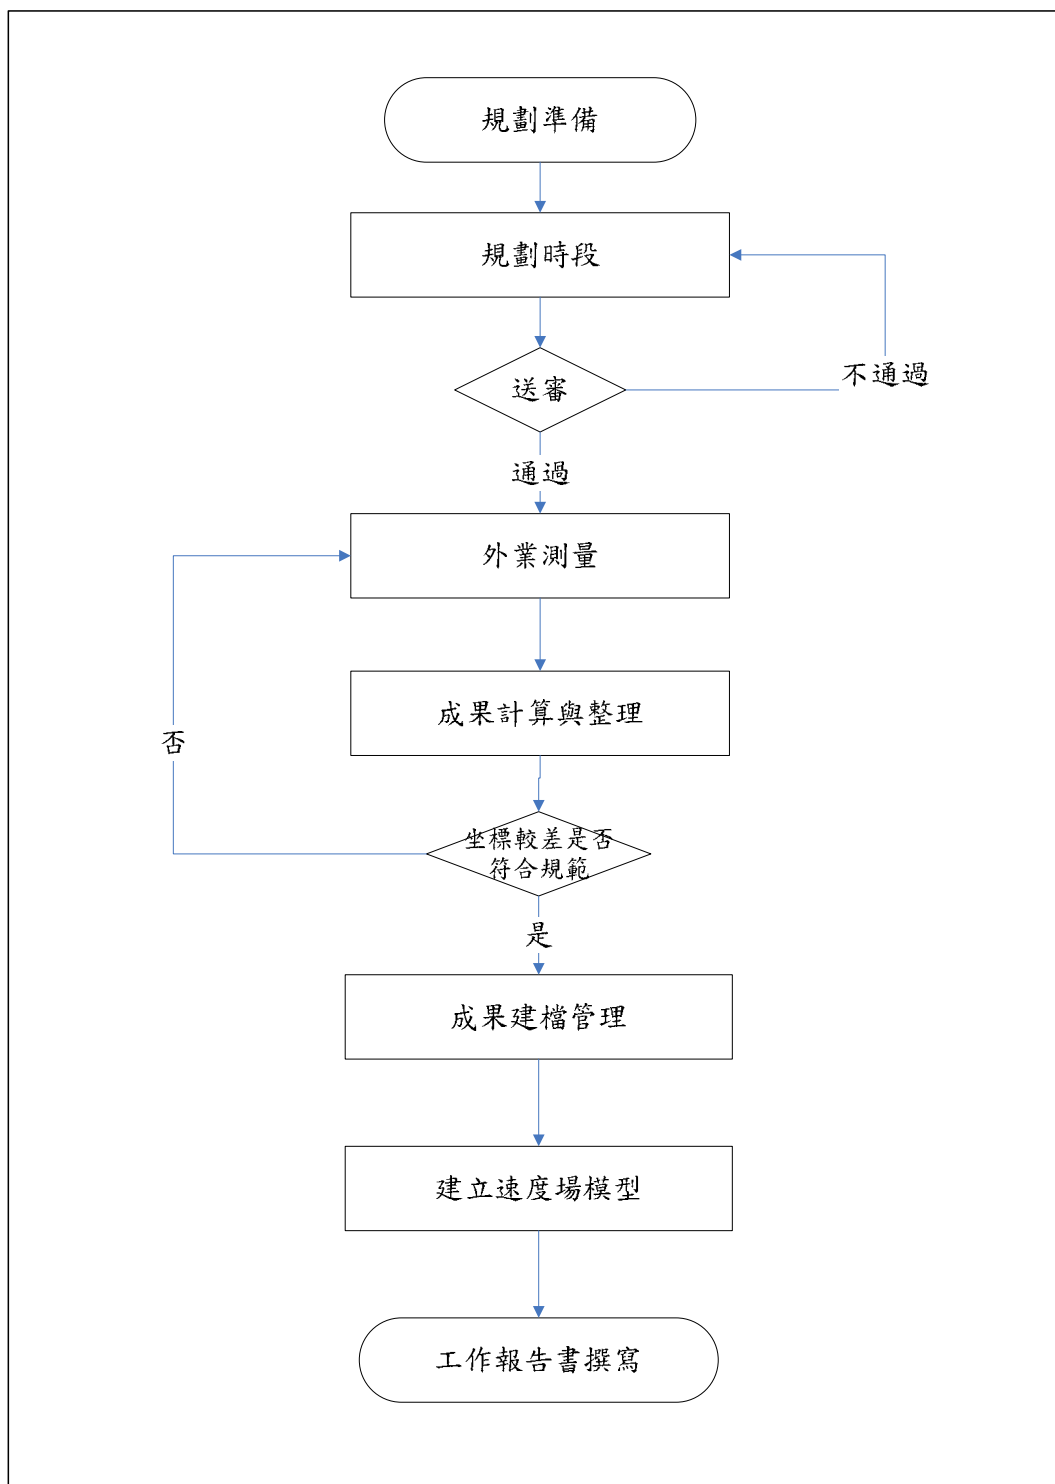 規劃準備
規劃時段
送審
不通過
通過
外業測量
成果計算與整理
否
坐標較差是否
符合規範
是
成果建檔管理
建立速度場模型
工作報告書撰寫